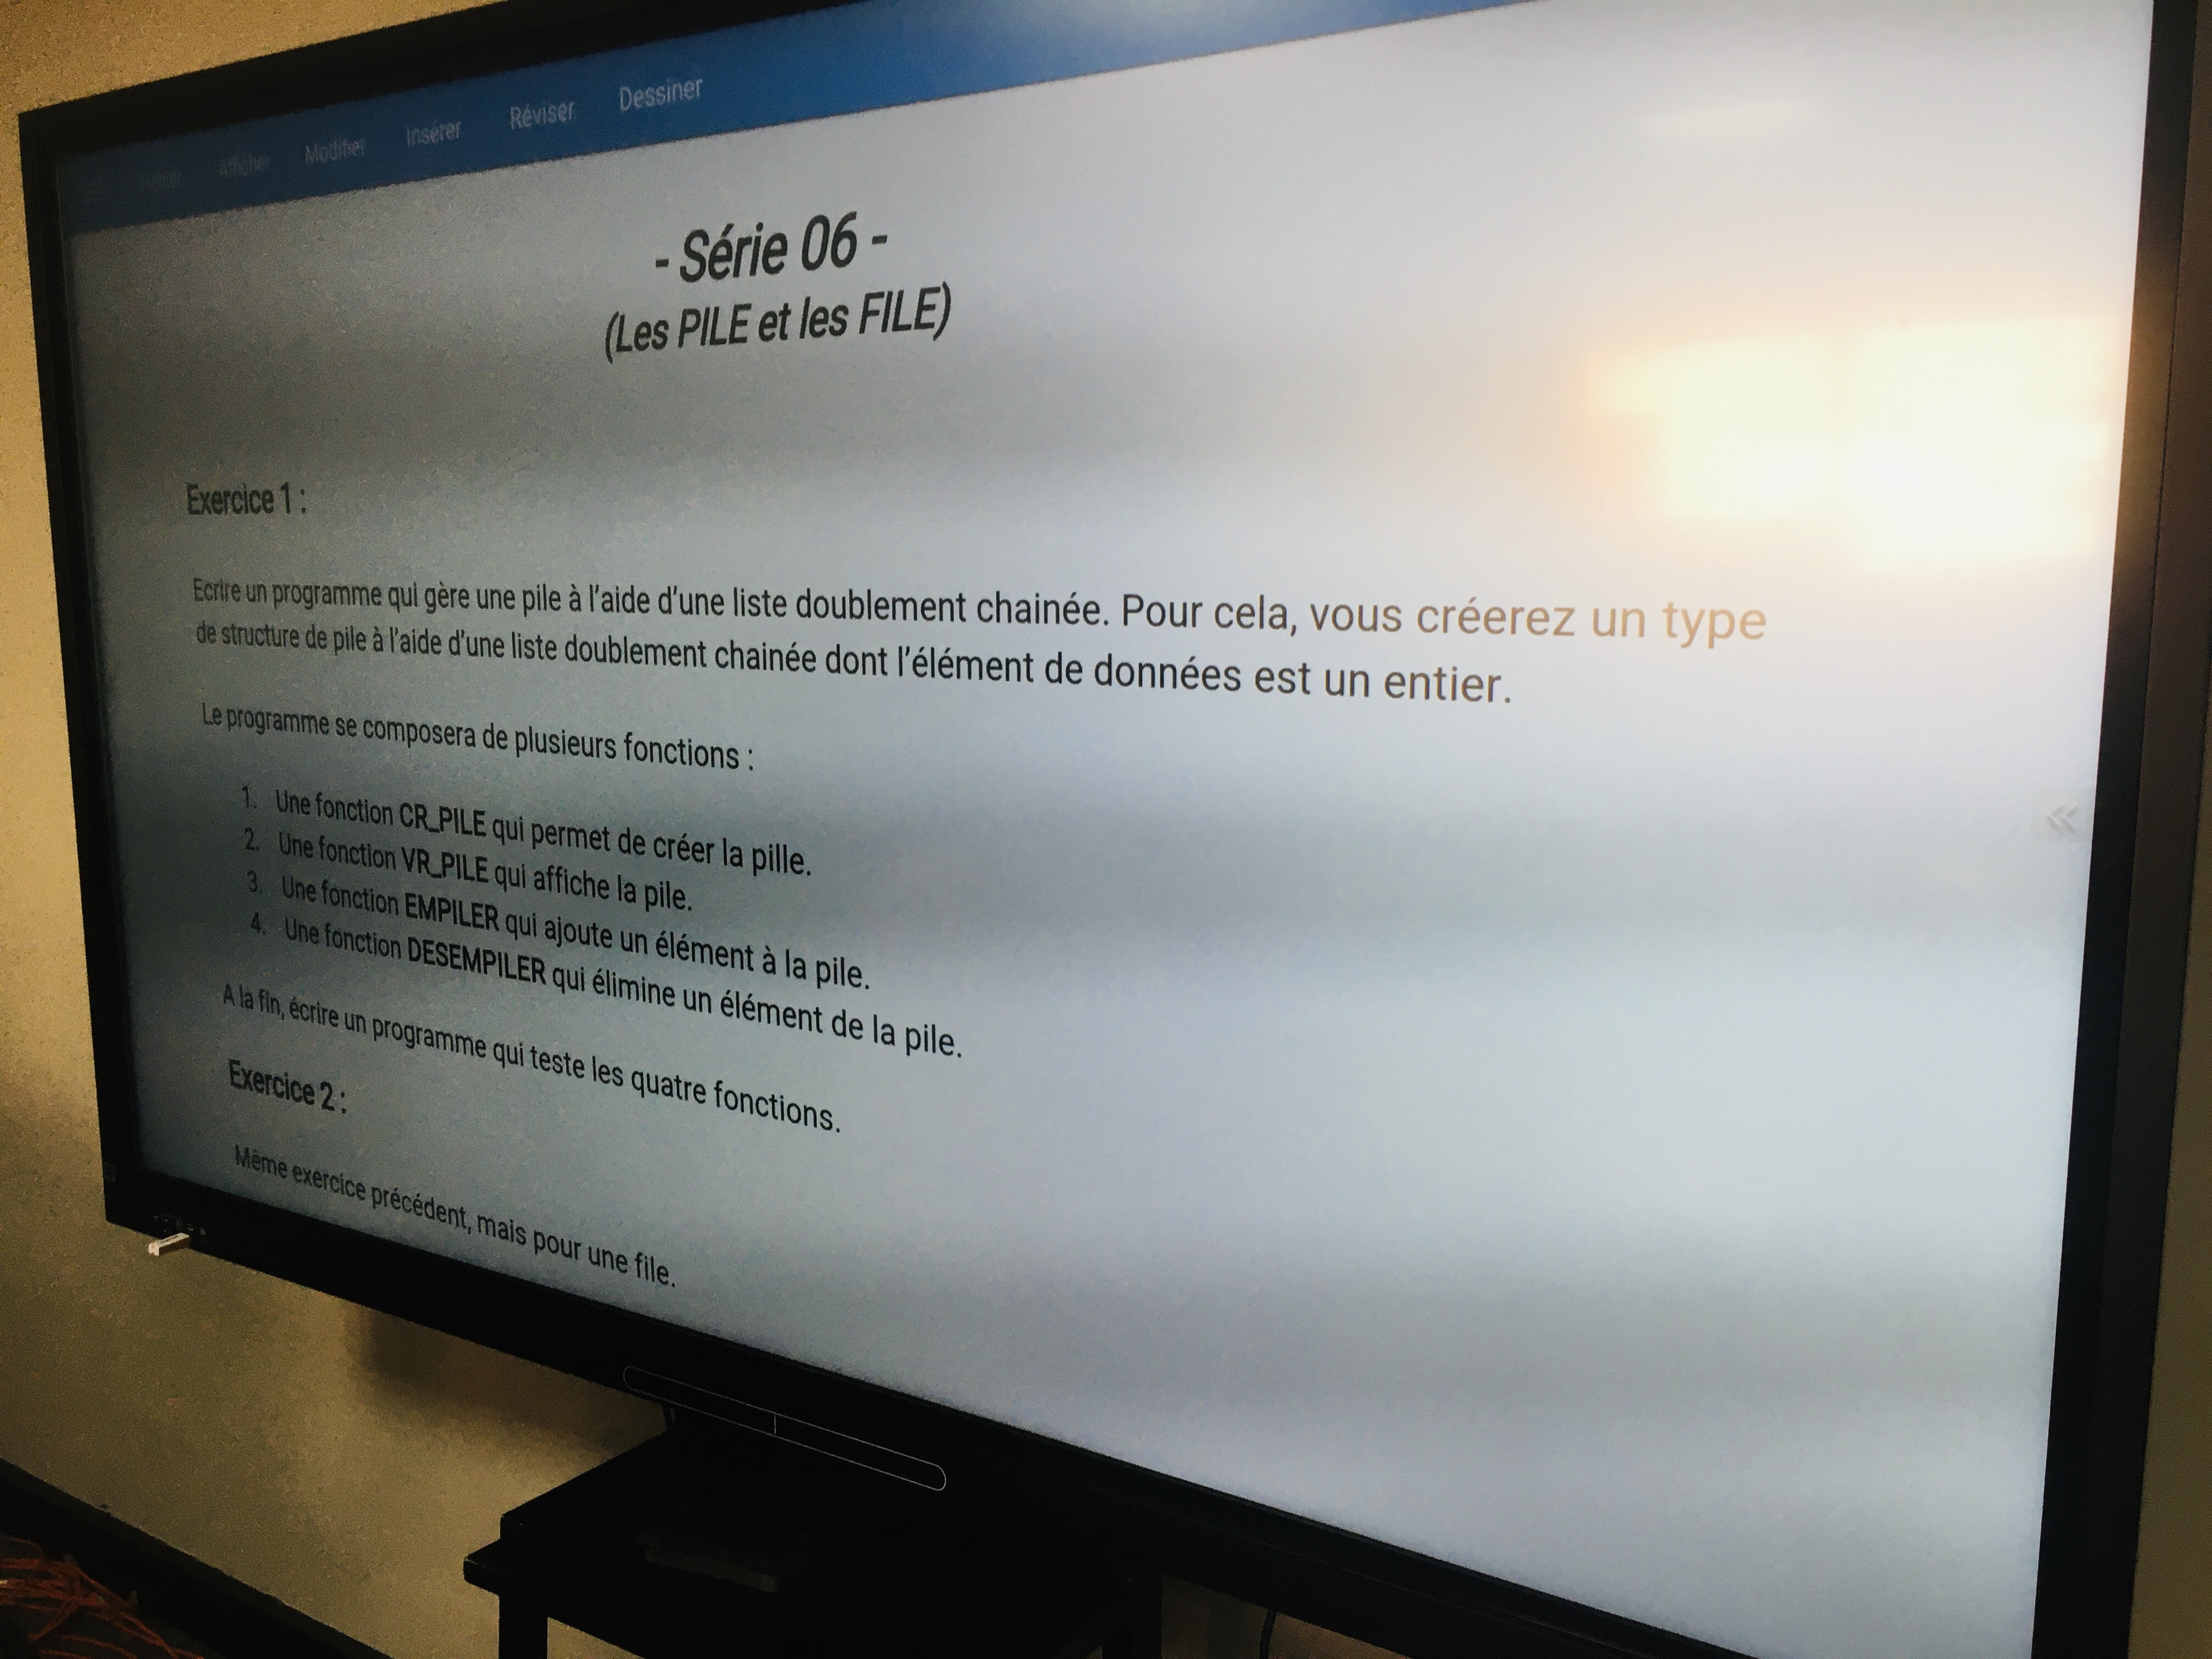 Fichier Afficher Modifier Insérer Réviser Dessiner
- Série 06 -
(Les PILE et les FILE)
Exercice 1 :
Ecrire un programme qui gère une pile à l'aide d'une liste doublement chainée. Pour cela, vous créerez un type
de structure de pile à l'aide d'une liste doublement chainée dont l'élément de données est un entier.
Le programme se composera de plusieurs fonctions :
1. Une fonction CR_PILE qui permet de créer la pille.
2. Une fonction VR_PILE qui affiche la pile.
3. Une fonction EMPILER qui ajoute un élément à la pile.
4. Une fonction DESEMPILER qui élimine un élément de la pile.
A la fin, écrire un programme qui teste les quatre fonctions.
Exercice 2 :
Même exercice précédent, mais pour une file.